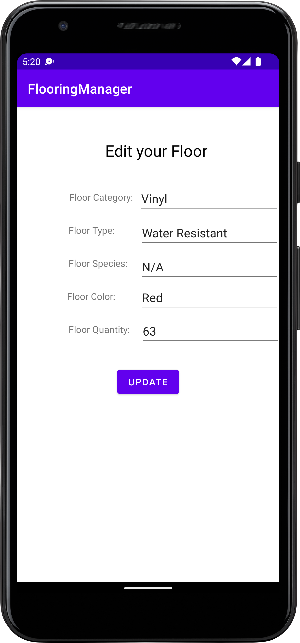 5:20
FlooringManager
Edit your Floor
Floor Category: Vinyl
Floor Type: Water Resistant
Floor Species: N/A
Floor Color: Red
Floor Quantity: 63
UPDATE